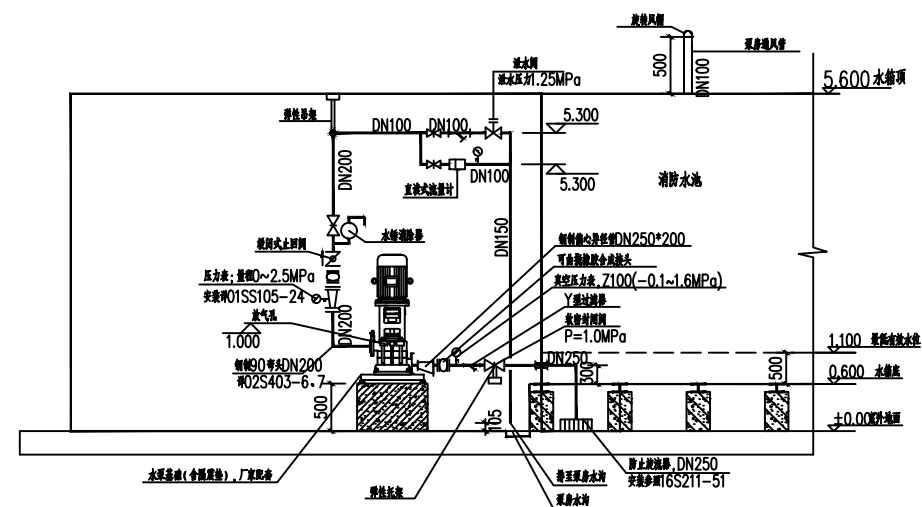 旋转风帽
泵房通风管
500
DN100
5.600 水箱顶
泄水阀
泄水压力1.25MPa
弹性吊架
DN100
DN100
5.300
DN200
DN100
5.300
直读式流量计
消防水池
水锤消除器
DN150
钢制偏心异径管DN250*200
缓闭式止回阀
可曲挠橡胶合成接头
压力表;量程0~2.5MPa
真空压力表,Z100(-0.1~1.6MPa)
安装详01SS105-24
Y型过滤器
放气孔
软密封闸阀
1.000
DN200
P=1.0MPa
1.100 最低有效水位
钢制90弯头DN200
DN250
详02S403-6.7
300
500
0.600 水箱底
500
105
±0.00室外地面
水泵基础(含隔震垫),厂家配套
弹性托架
排至泵房水沟
泵房水沟
防止旋流器,DN250
安装参图16S211-51